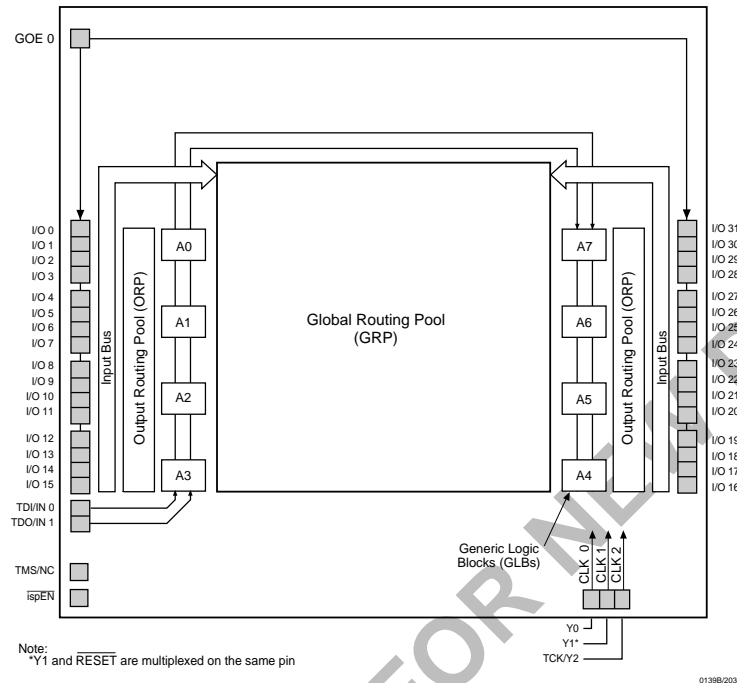 GOE 0
I/O 0
I/O 1
I/O 2
I/O 3
I/O 4
I/O 5
I/O 6
I/O 7
I/O 8
I/O 9
I/O 10
I/O 11
I/O 12
I/O 13
I/O 14
I/O 15
TDI/IN 0
TDO/IN 1
TMS/NC
ispEN
Input Bus
Output Routing Pool (ORP)
A0
A1
A2
A3
Global Routing Pool
(GRP)
A7
A6
A5
A4
Output Routing Pool (ORP)
Input Bus
I/O 31
I/O 30
I/O 29
I/O 28
I/O 27
I/O 26
I/O 25
I/O 24
I/O 23
I/O 22
I/O 21
I/O 20
I/O 19
I/O 18
I/O 17
I/O 16
Generic Logic
Blocks (GLBs)
CLK 0
CLK 1
CLK 2
Y0
Y1*
TCK/Y2
Note:
*Y1 and RESET are multiplexed on the same pin
0139B/203
FOR NEW